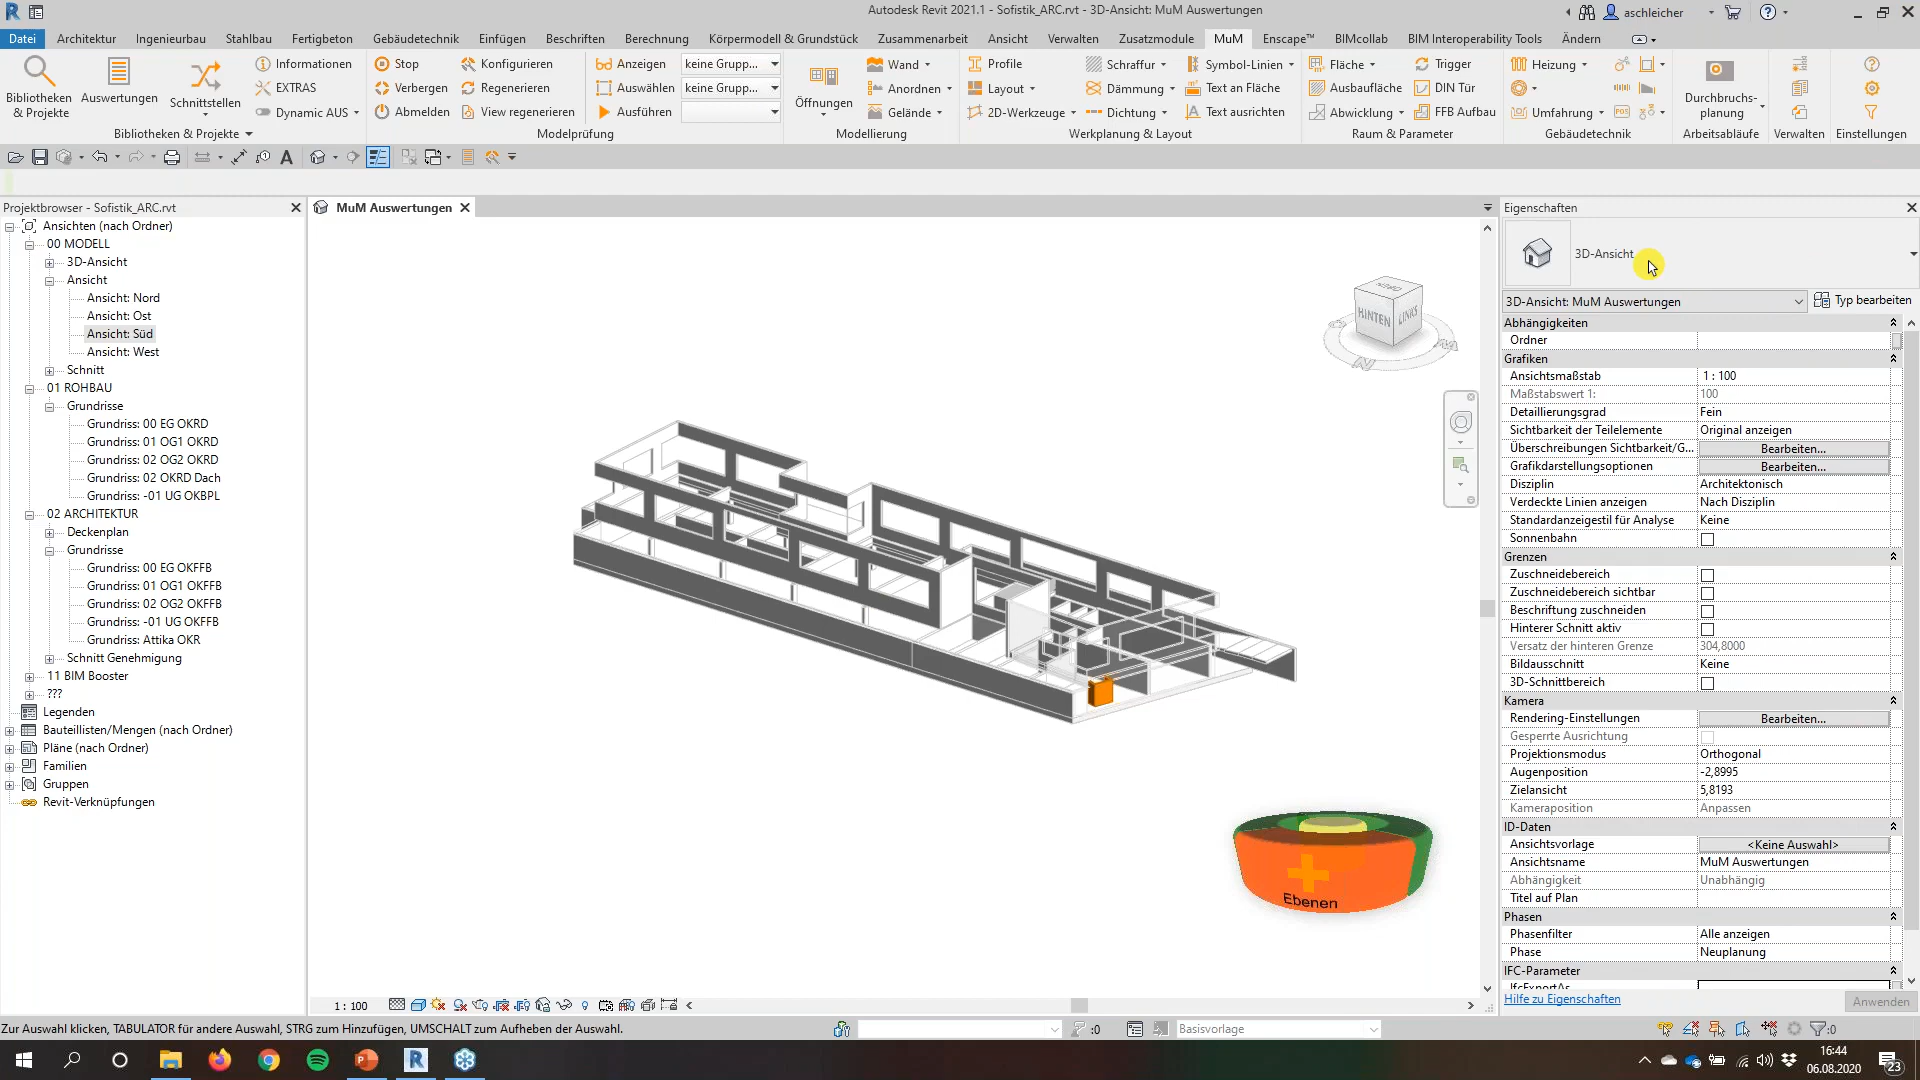 Autodesk Revit 2021.1 - Sofistik_ARC.rvt - 3D-Ansicht: MuM Auswertungen
aschleicher
Datei Architektur Ingenieurbau Stahlbau Fertigbeton Gebäudetechnik Einfügen Beschriften Berechnung Körpermodell & Grundstück Zusammenarbeit Ansicht Verwalten Zusatzmodule MuM Enscape™ BIMcollab BIM Interoperability Tools Ändern
Bibliotheken & Projekte
Auswertungen
Schnittstellen
Informationen
EXTRAS
Dynamic AUS
Bibliotheken & Projekte
Stop
Verbergen
Abmelden
Konfigurieren
Regenerieren
View regenerieren
Anzeigen keine Grupp...
Auswählen keine Grupp...
Ausführen
Modelprüfung
Öffnungen
Wand
Anordnen
Gelände
Modellierung
Profile
Layout
2D-Werkzeuge
Schraffur
Dämmung
Dichtung
Symbol-Linien
Text an Fläche
Text ausrichten
Werkplanung & Layout
Fläche
Ausbaufläche
Abwicklung
Trigger
DIN Tür
FFB Aufbau
Raum & Parameter
Heizung
Umfahrung
Gebäudetechnik
Durchbruchs-
planung
Arbeitsabläufe
Verwalten
Einstellungen
Projektbrowser - Sofistik_ARC.rvt
Ansichten (nach Ordner)
00 MODELL
3D-Ansicht
Ansicht
Ansicht: Nord
Ansicht: Ost
Ansicht: Süd
Ansicht: West
Schnitt
01 ROHBAU
Grundrisse
Grundriss: 00 EG OKRD
Grundriss: 01 OG1 OKRD
Grundriss: 02 OG2 OKRD
Grundriss: 02 OKRD Dach
Grundriss: -01 UG OKBPL
02 ARCHITEKTUR
Deckenplan
Grundrisse
Grundriss: 00 EG OKFFB
Grundriss: 01 OG1 OKFFB
Grundriss: 02 OG2 OKFFB
Grundriss: -01 UG OKFFB
Grundriss: Attika OKR
Schnitt Genehmigung
11 BIM Booster
???
Legenden
Bauteillisten/Mengen (nach Ordner)
Pläne (nach Ordner)
Familien
Gruppen
Revit-Verknüpfungen
MuM Auswertungen
HINTEN
LINKS
Ebenen
1 : 100
Eigenschaften
3D-Ansicht
3D-Ansicht: MuM Auswertungen Typ bearbeiten
Abhängigkeiten
Ordner
Grafiken
Ansichtsmaßstab 1 : 100
Maßstabswert 1: 100
Detaillierungsgrad Fein
Sichtbarkeit der Teilelemente Original anzeigen
Überschreibungen Sichtbarkeit/G... Bearbeiten...
Grafikdarstellungsoptionen Bearbeiten...
Disziplin Architektonisch
Verdeckte Linien anzeigen Nach Disziplin
Standardanzeigestil für Analyse Keine
Sonnenbahn
Grenzen
Zuschneidebereich
Zuschneidebereich sichtbar
Beschriftung zuschneiden
Hinterer Schnitt aktiv
Versatz der hinteren Grenze 304,8000
Bildausschnitt Keine
3D-Schnittbereich
Kamera
Rendering-Einstellungen Bearbeiten...
Gesperrte Ausrichtung
Projektionsmodus Orthogonal
Augenposition -2,8995
Zielansicht 5,8193
Kameraposition Anpassen
ID-Daten
Ansichtsvorlage <Keine Auswahl>
Ansichtsname MuM Auswertungen
Abhängigkeit Unabhängig
Titel auf Plan
Phasen
Phasenfilter Alle anzeigen
Phase Neuplanung
IFC-Parameter
IfcExportAs
Hilfe zu Eigenschaften Anwenden
Zur Auswahl klicken, TABULATOR für andere Auswahl, STRG zum Hinzufügen, UMSCHALT zum Aufheben der Auswahl.
:0
Basisvorlage
:0
16:44
06.08.2020
23